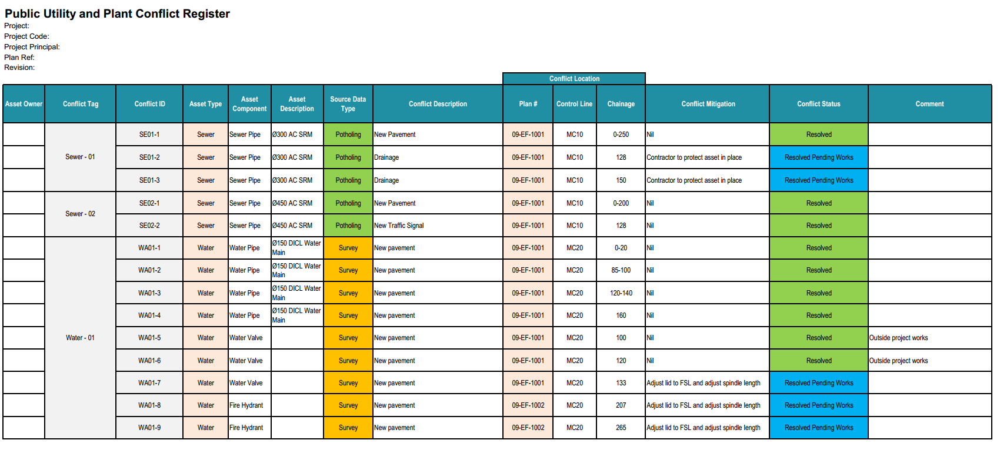 Public Utility and Plant Conflict Register
Project:
Project Code:
Project Principal:
Plan Ref:
Revision:
Conflict Location
Asset Owner Conflict Tag Conflict ID Asset Type Asset Component Asset Description Source Data Type Conflict Description Plan # Control Line Chainage Conflict Mitigation Conflict Status Comment
Sewer - 01
SE01-1 Sewer Sewer Pipe Ø300 AC SRM Potholing New Pavement 09-EF-1001 MC10 0-250 Nil Resolved
SE01-2 Sewer Sewer Pipe Ø300 AC SRM Potholing Drainage 09-EF-1001 MC10 128 Contractor to protect asset in place Resolved Pending Works
SE01-3 Sewer Sewer Pipe Ø300 AC SRM Potholing Drainage 09-EF-1001 MC10 150 Contractor to protect asset in place Resolved Pending Works
Sewer - 02
SE02-1 Sewer Sewer Pipe Ø450 AC SRM Potholing New Pavement 09-EF-1001 MC10 0-200 Nil Resolved
SE02-2 Sewer Sewer Pipe Ø450 AC SRM Potholing New Traffic Signal 09-EF-1001 MC10 128 Nil Resolved
Water - 01
WA01-1 Water Water Pipe Ø150 DICL Water Main Survey New pavement 09-EF-1001 MC20 0-20 Nil Resolved
WA01-2 Water Water Pipe Ø150 DICL Water Main Survey New pavement 09-EF-1001 MC20 85-100 Nil Resolved
WA01-3 Water Water Pipe Ø150 DICL Water Main Survey New pavement 09-EF-1001 MC20 120-140 Nil Resolved
WA01-4 Water Water Pipe Ø150 DICL Water Main Survey New pavement 09-EF-1001 MC20 160 Nil Resolved
WA01-5 Water Water Valve Survey New pavement 09-EF-1001 MC20 100 Nil Resolved Outside project works
WA01-6 Water Water Valve Survey New pavement 09-EF-1001 MC20 120 Nil Resolved Outside project works
WA01-7 Water Water Valve Survey New pavement 09-EF-1001 MC20 133 Adjust lid to FSL and adjust spindle length Resolved Pending Works
WA01-8 Water Fire Hydrant Survey New pavement 09-EF-1002 MC20 207 Adjust lid to FSL and adjust spindle length Resolved Pending Works
WA01-9 Water Fire Hydrant Survey New pavement 09-EF-1002 MC20 265 Adjust lid to FSL and adjust spindle length Resolved Pending Works